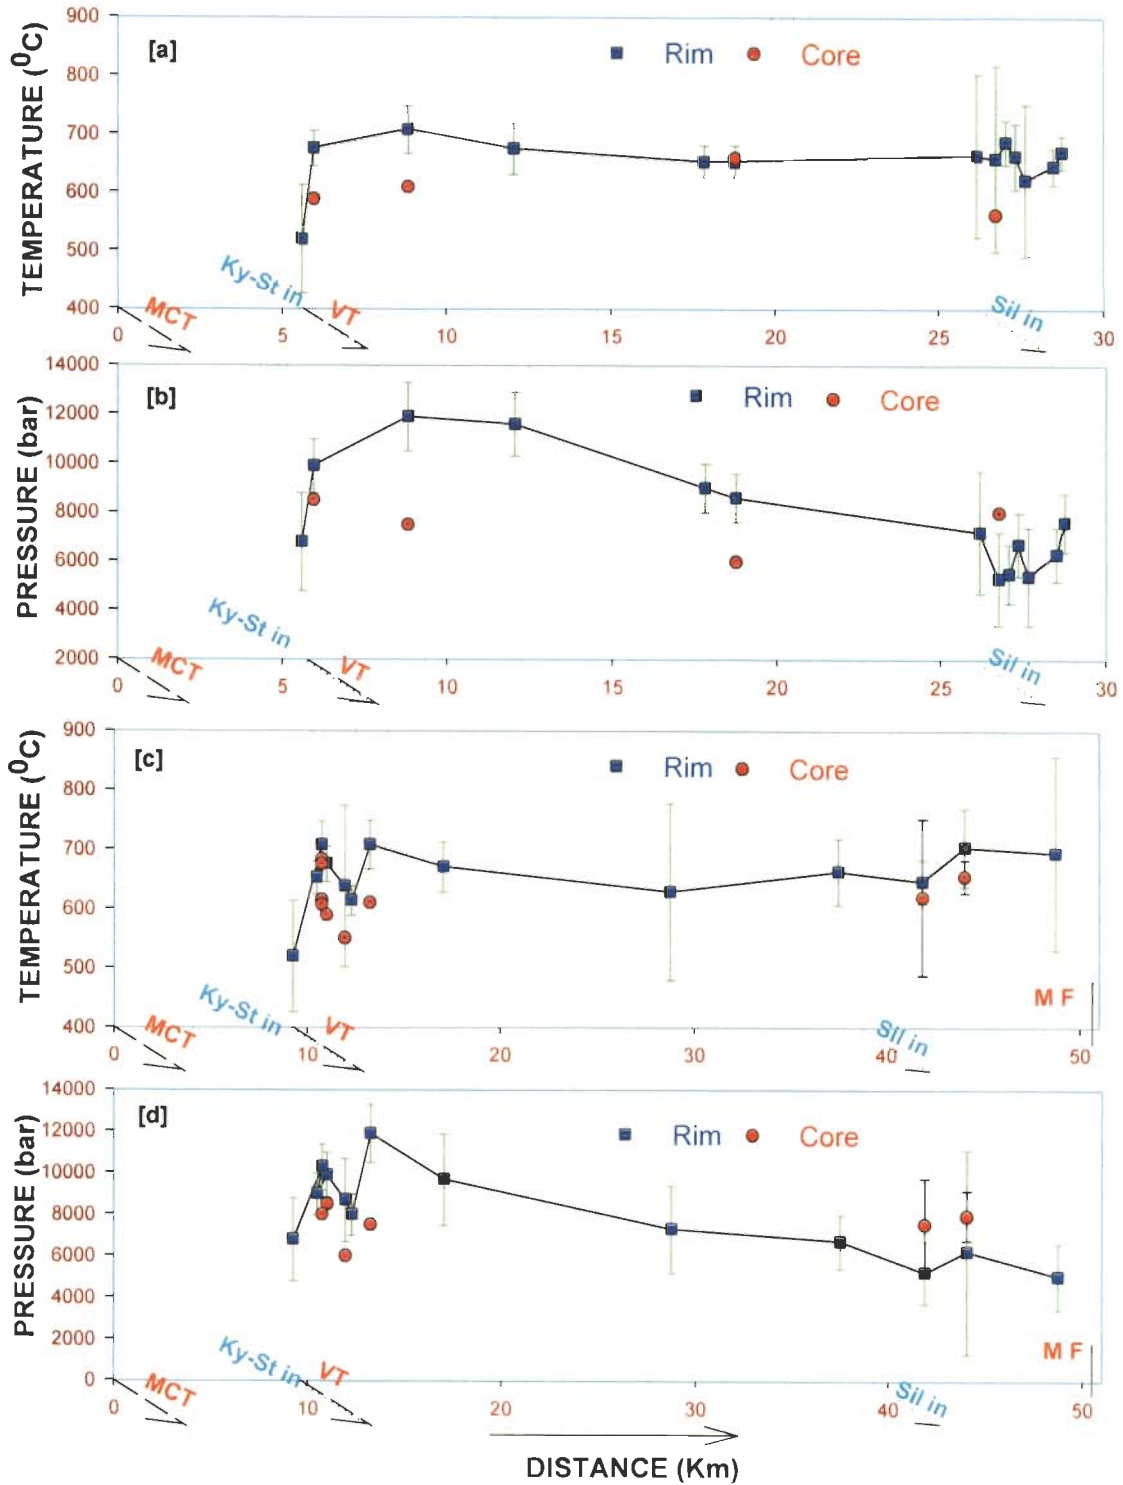 TEMPERATURE (⁰C)
900
800
700
600
500
400
[a]
Rim
Core
Ky-St in
MCT
VT
Sil in
0 5 10 15 20 25 30
PRESSURE (bar)
14000
12000
10000
8000
6000
4000
2000
[b]
Rim
Core
Ky-St in
MCT
VT
Sil in
0 5 10 15 20 25 30
TEMPERATURE (⁰C)
900
800
700
600
500
400
[c]
Rim
Core
Ky-St in
MCT
VT
Sil in
M F
0 10 20 30 40 50
PRESSURE (bar)
14000
12000
10000
8000
6000
4000
2000
0
[d]
Rim
Core
Ky-St in
MCT
VT
Sil in
M F
0 10 20 30 40 50
DISTANCE (Km)